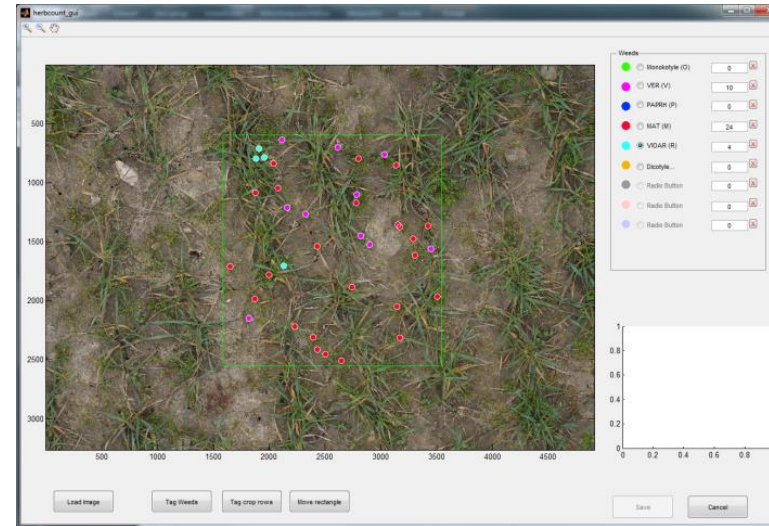 herbcount_gui
Weeds
Monokotyle (O) 0
VER (V) 10
PAPRH (P) 0
MAT (M) 24
VIOAR (R) 4
Dicotyle... 0
Radio Button 0
Radio Button 0
Radio Button 0
500
1000
1500
2000
2500
3000
500 1000 1500 2000 2500 3000 3500 4000 4500
1
0.8
0.6
0.4
0.2
0
0 0.2 0.4 0.6 0.8
Load Image Tag Weeds Tag crop rows Move rectangle Save Cancel